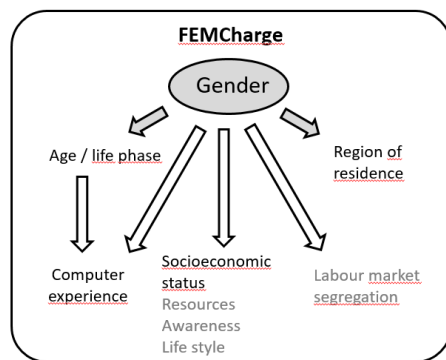 FEMCharge
Gender
Age / life phase
Region of
residence
Computer
experience
Socioeconomic
status
Resources
Awareness
Life style
Labour market
segregation